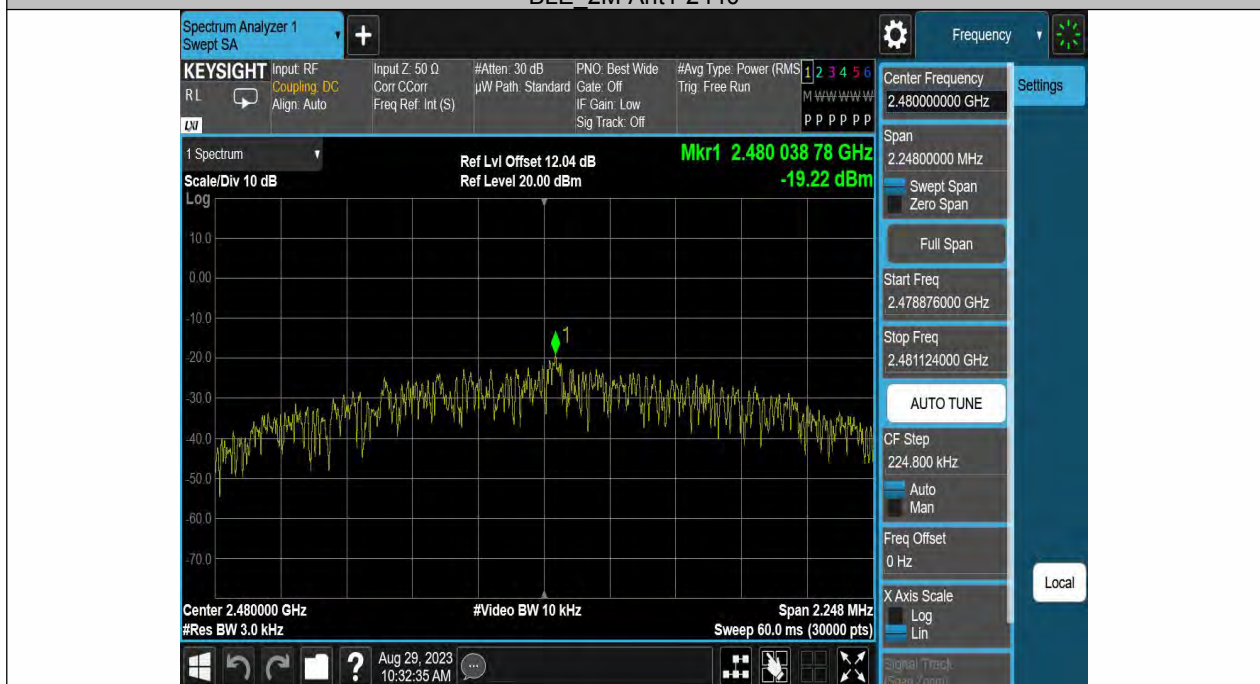 Spectrum Analyzer 1
Swept SA
+
Frequency
KEYSIGHT
RL
LXI
Input: RF
Coupling: DC
Align: Auto
Input Z: 50 Ω
Corr CCorr
Freq Ref: Int (S)
#Atten: 30 dB
µW Path: Standard
PNO: Best Wide
Gate: Off
IF Gain: Low
Sig Track: Off
#Avg Type: Power (RMS
Trig: Free Run
1 2 3 4 5 6
M W W W W W
P P P P P P
Center Frequency
2.480000000 GHz
Settings
Span
2.24800000 MHz
Swept Span
Zero Span
Full Span
Start Freq
2.478876000 GHz
Stop Freq
2.481124000 GHz
AUTO TUNE
CF Step
224.800 kHz
Auto
Man
Freq Offset
0 Hz
X Axis Scale
Log
Lin
Local
1 Spectrum
Scale/Div 10 dB
Log
Ref Lvl Offset 12.04 dB
Ref Level 20.00 dBm
Mkr1 2.480 038 78 GHz
-19.22 dBm
10.0
0.00
-10.0
1
-20.0
-30.0
-40.0
-50.0
-60.0
-70.0
Center 2.480000 GHz
#Video BW 10 kHz
Span 2.248 MHz
#Res BW 3.0 kHz
Sweep 60.0 ms (30000 pts)
?
Aug 29, 2023
10:32:35 AM
Signal Track
(Span Zoom)